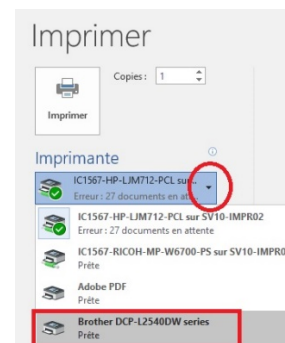 Imprimer
Copies : 1
Imprimer
Imprimante
IC1567-HP-LJM712-PCL sur...
Erreur : 27 documents en att...
IC1567-HP-LJM712-PCL sur SV10-IMPR02
Erreur : 27 documents en attente
IC1567-RICOH-MP-W6700-PS sur SV10-IMPR0
Prête
Adobe PDF
Prête
Brother DCP-L2540DW series
Prête